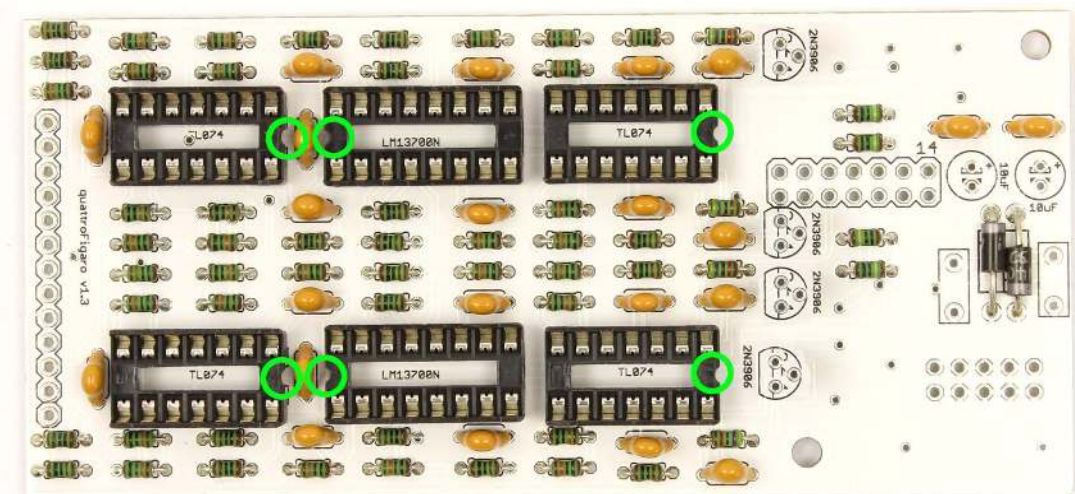 2N3906
TL074
LM13700N
TL074
14
10uF
10uF
quattroFigaro v1.3
2N3906
2N3906
2N3906
TL074
LM13700N
TL074